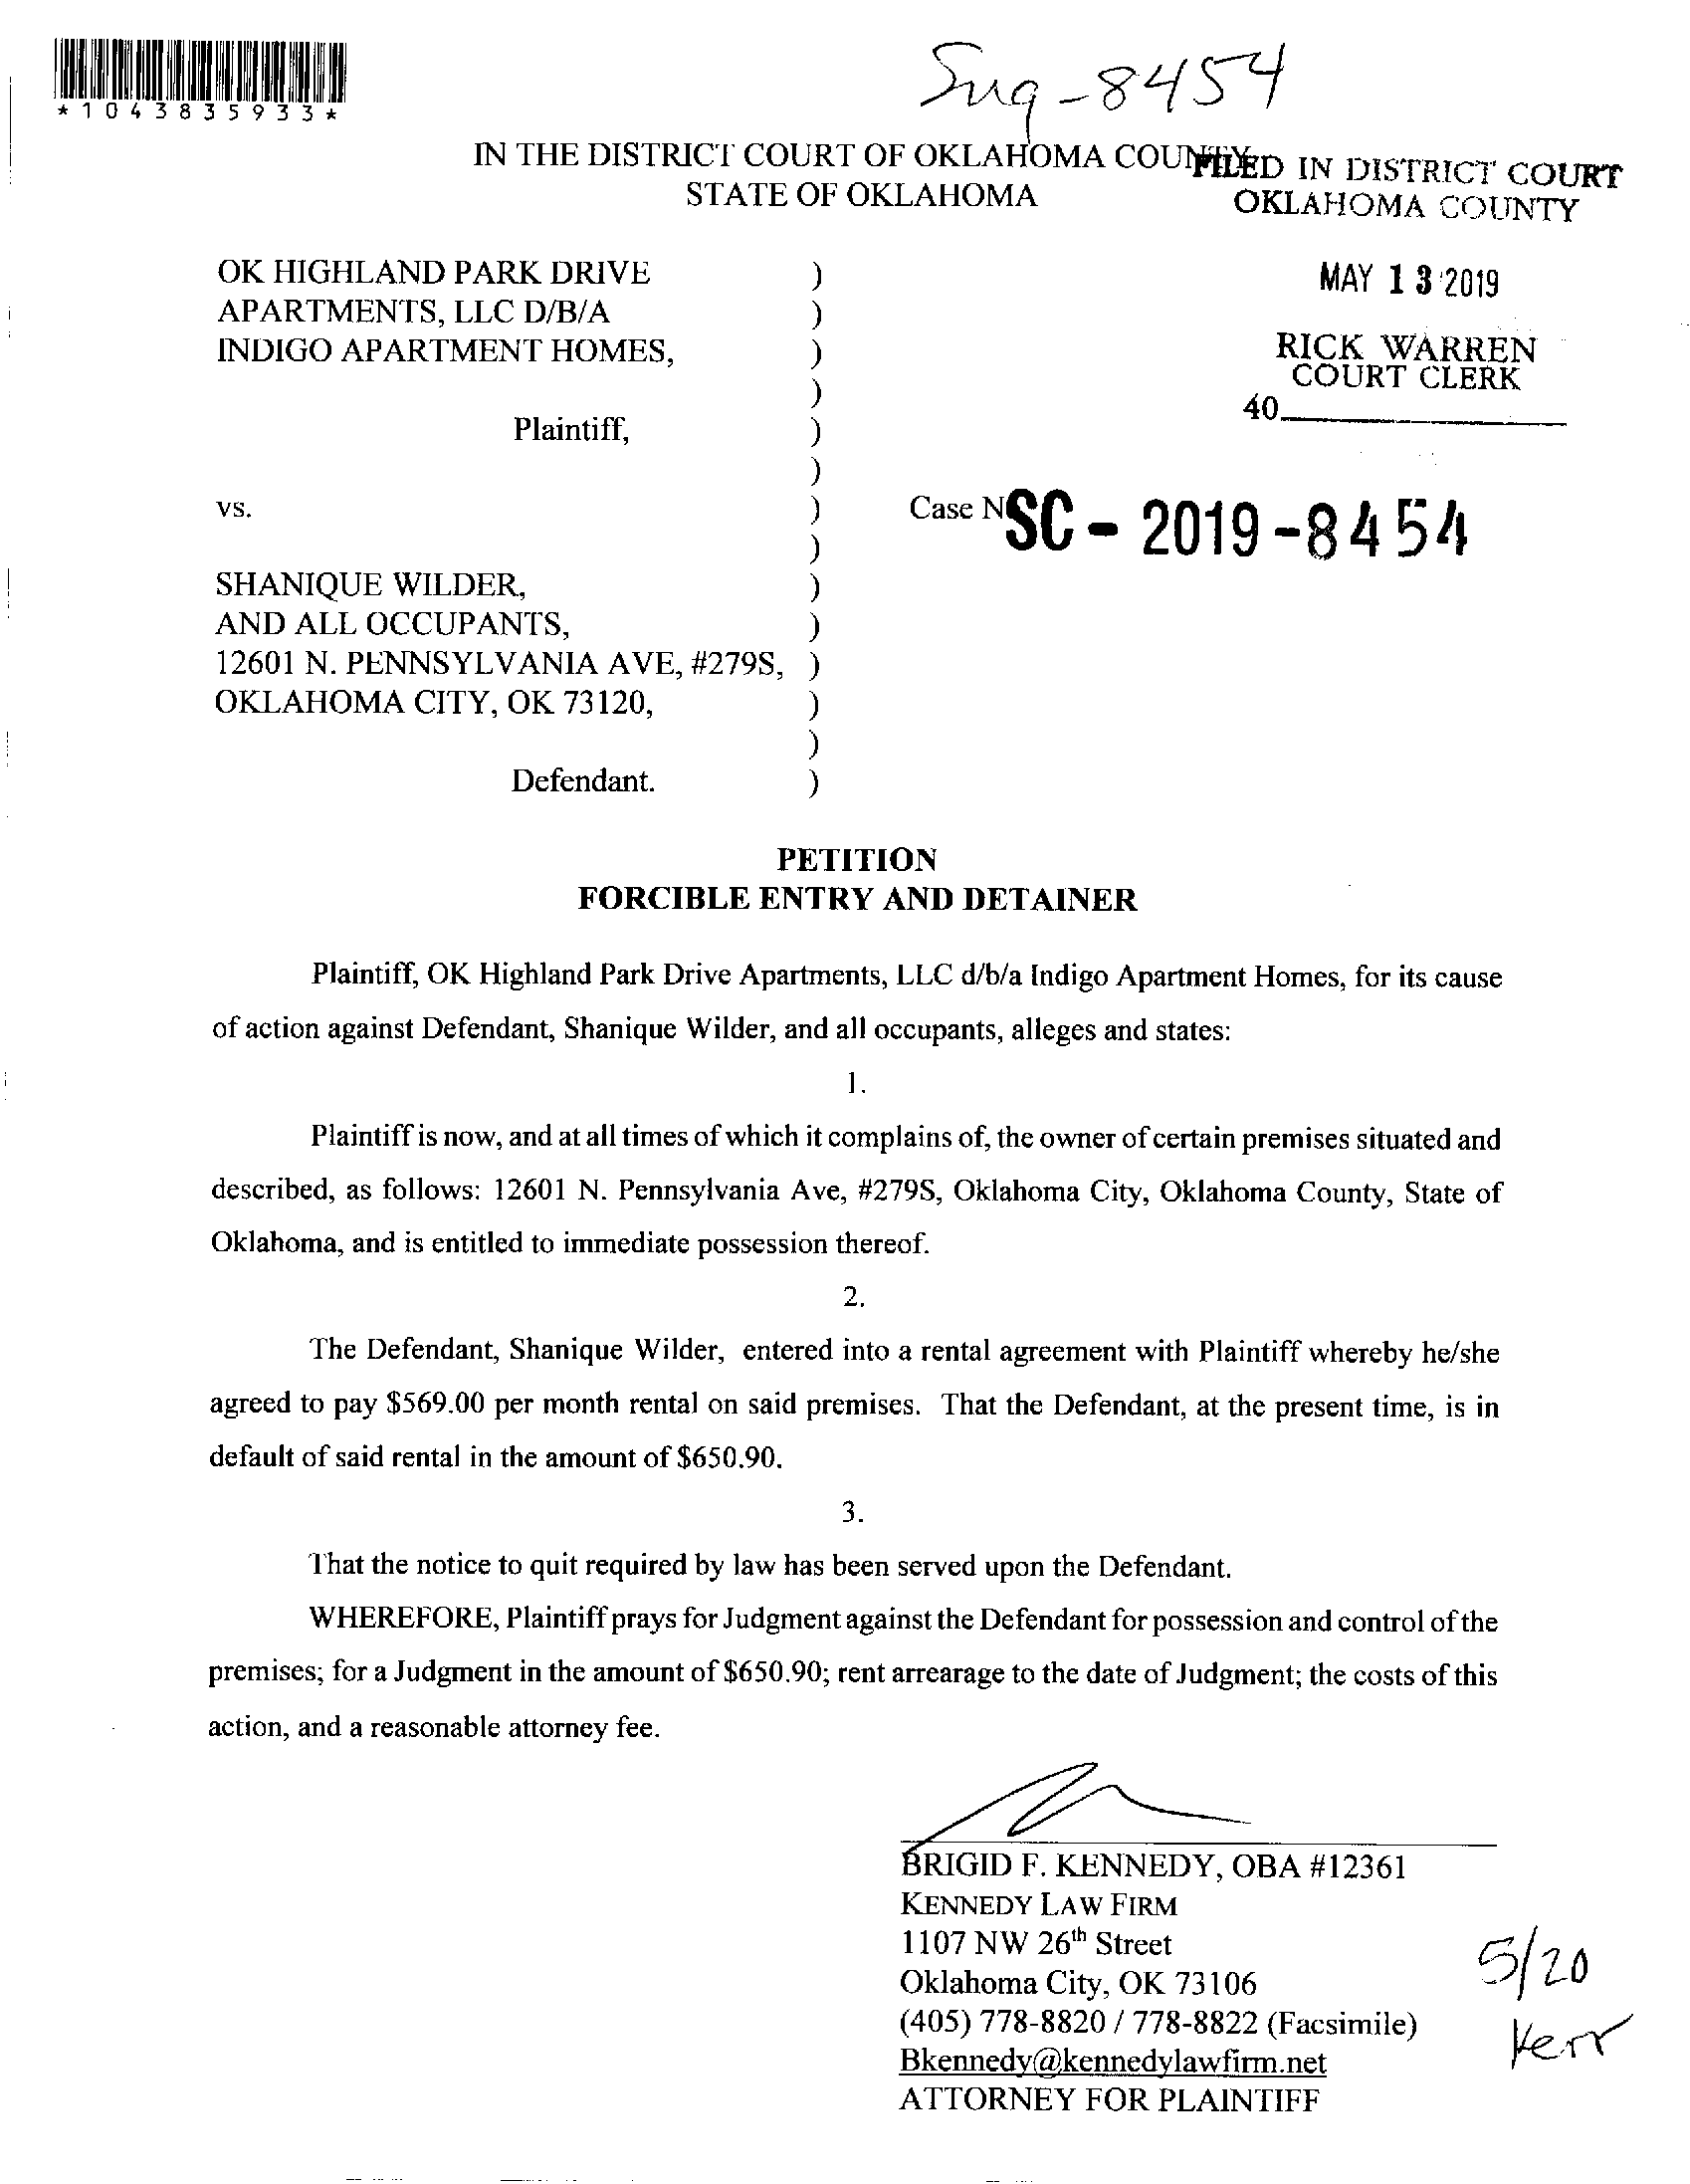 *1043835933*
Sug-8454
IN THE DISTRICT COURT OF OKLAHOMA COUNTY
STATE OF OKLAHOMA
FILED IN DISTRICT COURT
OKLAHOMA COUNTY
MAY 13 2019
RICK WARREN
COURT CLERK
40
OK HIGHLAND PARK DRIVE )
APARTMENTS, LLC D/B/A )
INDIGO APARTMENT HOMES, )
)
Plaintiff, )
)
vs. ) Case N SC - 2019 - 8454
)
SHANIQUE WILDER, )
AND ALL OCCUPANTS, )
12601 N. PENNSYLVANIA AVE, #279S, )
OKLAHOMA CITY, OK 73120, )
)
Defendant. )
PETITION
FORCIBLE ENTRY AND DETAINER
Plaintiff, OK Highland Park Drive Apartments, LLC d/b/a Indigo Apartment Homes, for its cause
of action against Defendant, Shanique Wilder, and all occupants, alleges and states:
1.
Plaintiff is now, and at all times of which it complains of, the owner of certain premises situated and
described, as follows: 12601 N. Pennsylvania Ave, #279S, Oklahoma City, Oklahoma County, State of
Oklahoma, and is entitled to immediate possession thereof.
2.
The Defendant, Shanique Wilder, entered into a rental agreement with Plaintiff whereby he/she
agreed to pay $569.00 per month rental on said premises. That the Defendant, at the present time, is in
default of said rental in the amount of $650.90.
3.
That the notice to quit required by law has been served upon the Defendant.
WHEREFORE, Plaintiff prays for Judgment against the Defendant for possession and control of the
premises; for a Judgment in the amount of $650.90; rent arrearage to the date of Judgment; the costs of this
action, and a reasonable attorney fee.
BRIGID F. KENNEDY, OBA #12361
KENNEDY LAW FIRM
1107 NW 26th Street
Oklahoma City, OK 73106
(405) 778-8820 / 778-8822 (Facsimile)
Bkennedy@kennedylawfirm.net
ATTORNEY FOR PLAINTIFF
5/20
Kerr